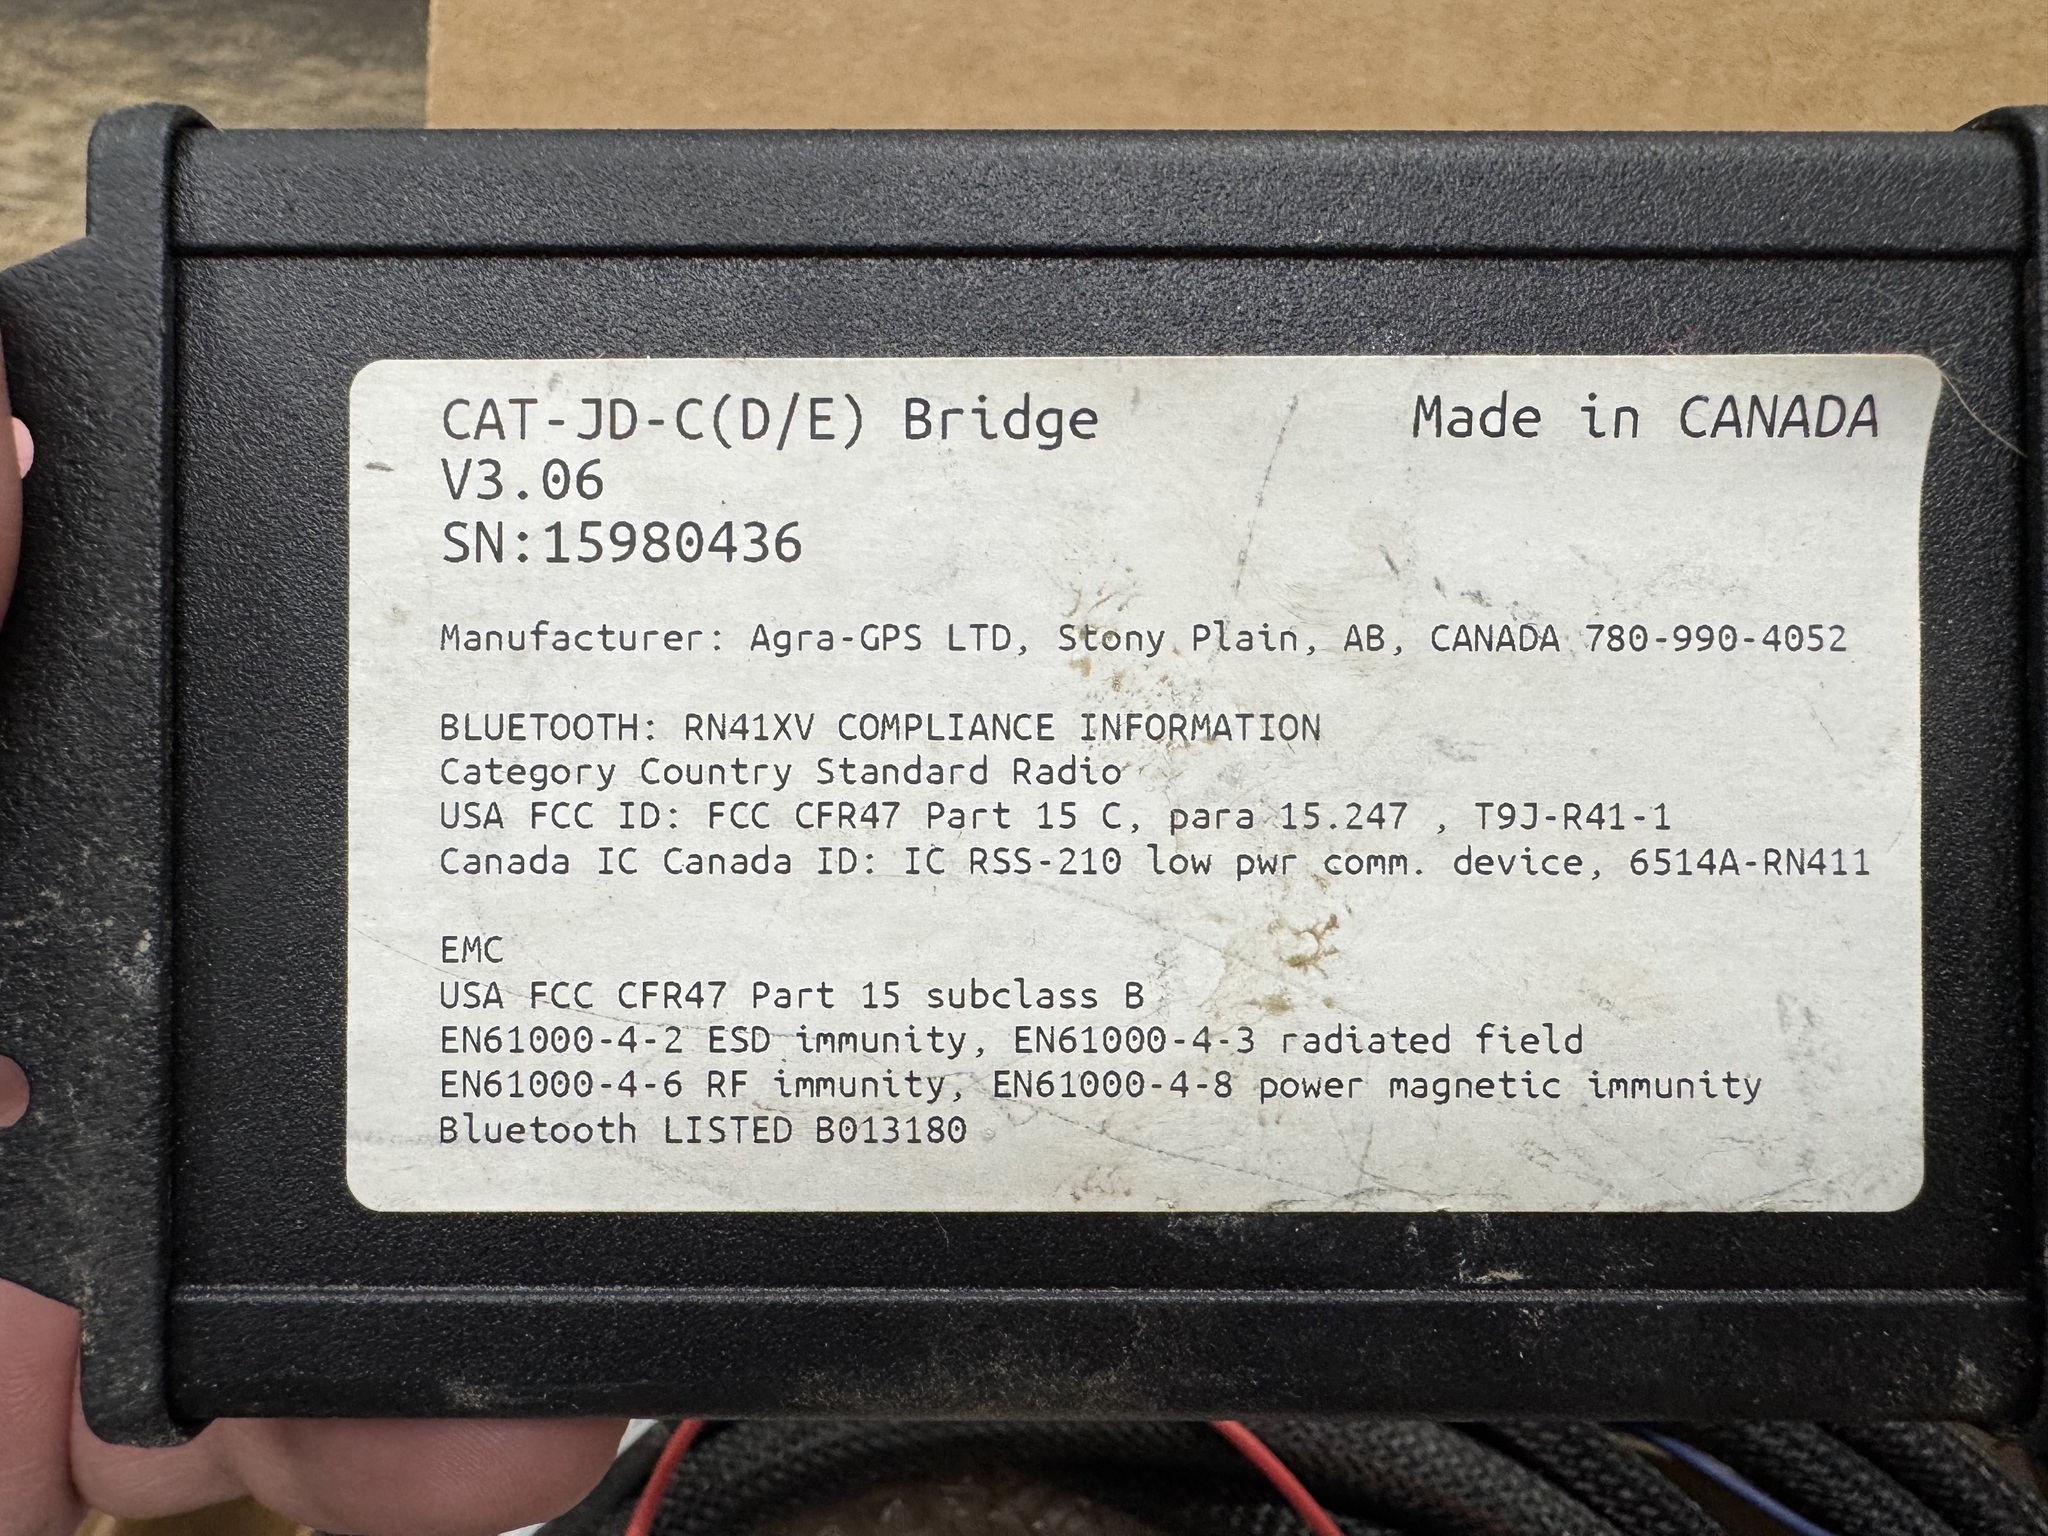 CAT-JD-C(D/E) Bridge Made in CANADA
V3.06
SN:15980436
Manufacturer: Agra-GPS LTD, Stony Plain, AB, CANADA 780-990-4052
BLUETOOTH: RN41XV COMPLIANCE INFORMATION
Category Country Standard Radio
USA FCC ID: FCC CFR47 Part 15 C, para 15.247 , T9J-R41-1
Canada IC Canada ID: IC RSS-210 low pwr comm. device, 6514A-RN411
EMC
USA FCC CFR47 Part 15 subclass B
EN61000-4-2 ESD immunity, EN61000-4-3 radiated field
EN61000-4-6 RF immunity, EN61000-4-8 power magnetic immunity
Bluetooth LISTED B013180